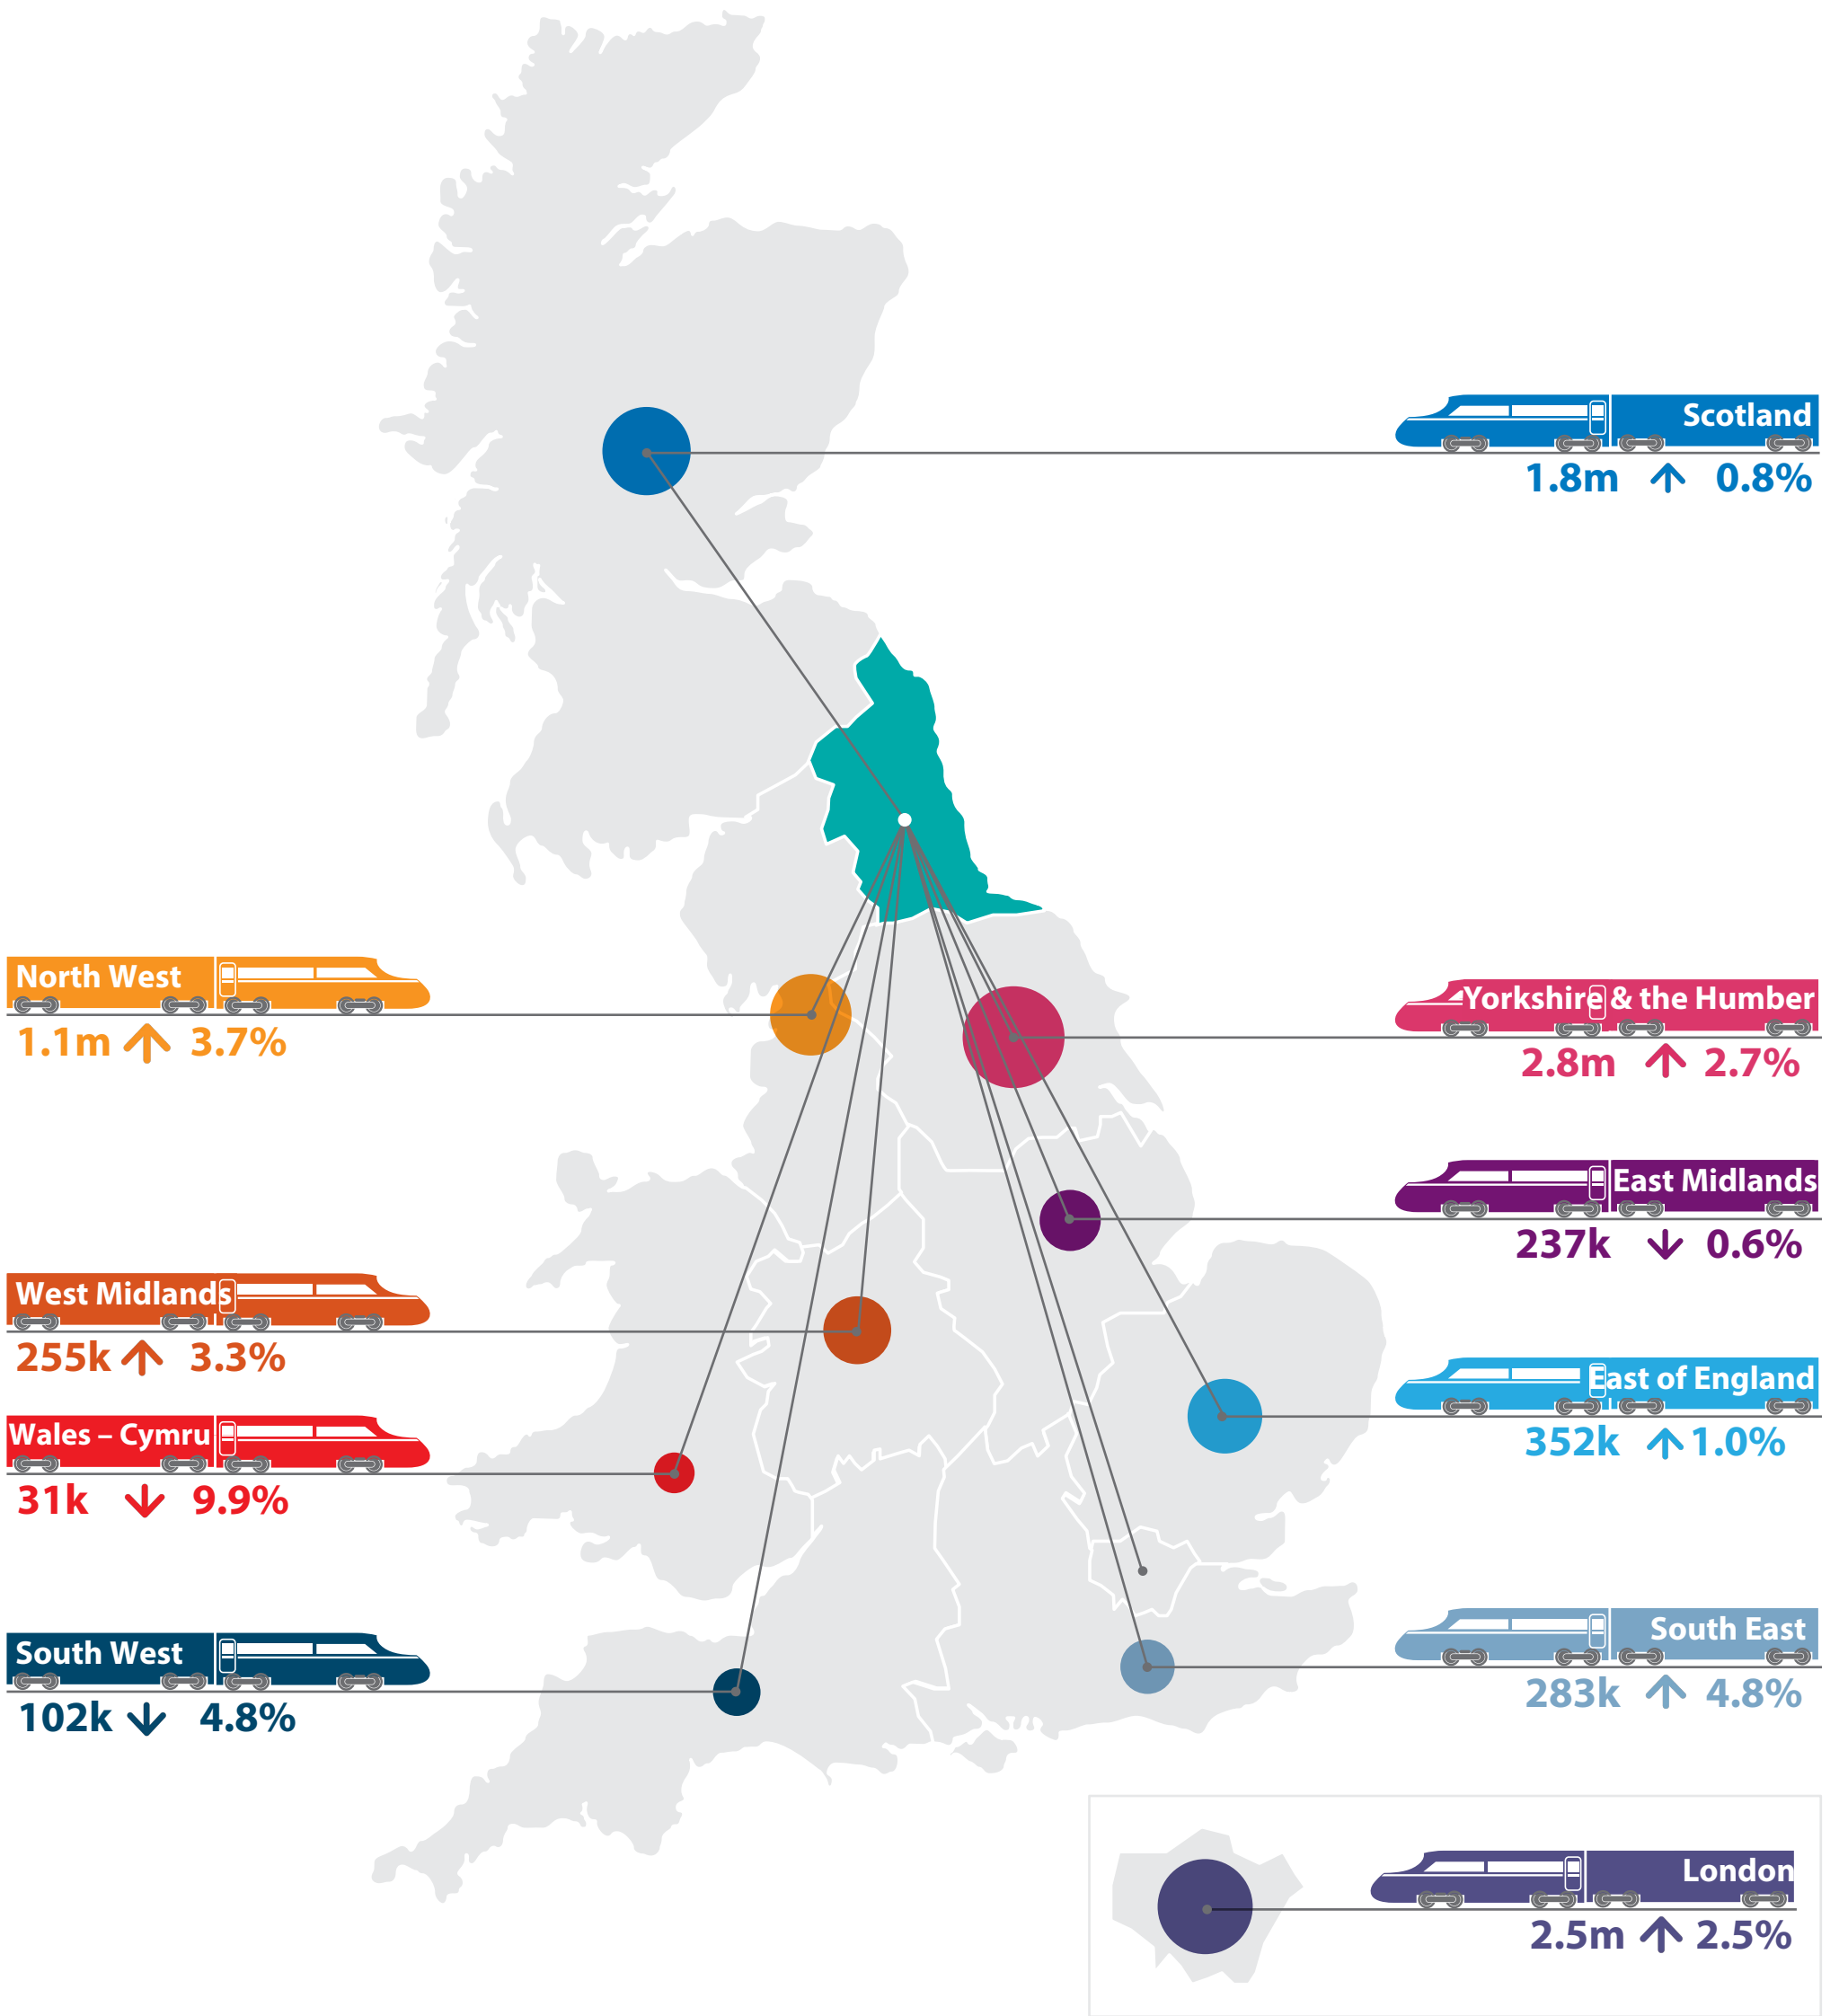 Scotland
1.8m ↑ 0.8%
North West
1.1m ↑ 3.7%
Yorkshire & the Humber
2.8m ↑ 2.7%
East Midlands
237k ↓ 0.6%
West Midlands
255k ↑ 3.3%
East of England
352k ↑ 1.0%
Wales – Cymru
31k ↓ 9.9%
South East
283k ↑ 4.8%
South West
102k ↓ 4.8%
London
2.5m ↑ 2.5%